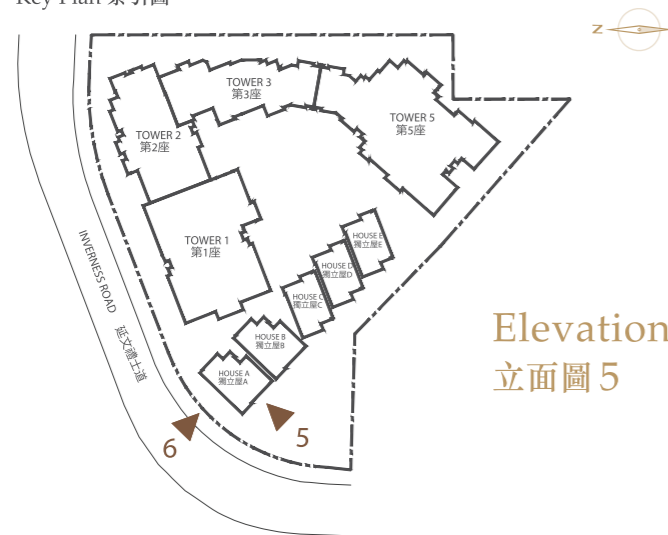 Key Plan 索引圖
N
TOWER 3
第3座
TOWER 2
第2座
TOWER 5
第5座
TOWER 1
第1座
HOUSE E
獨立屋E
HOUSE D
獨立屋D
HOUSE C
獨立屋C
HOUSE B
獨立屋B
HOUSE A
獨立屋A
INVERNESS ROAD 延文禮士道
5
6
Elevation
立面圖 5